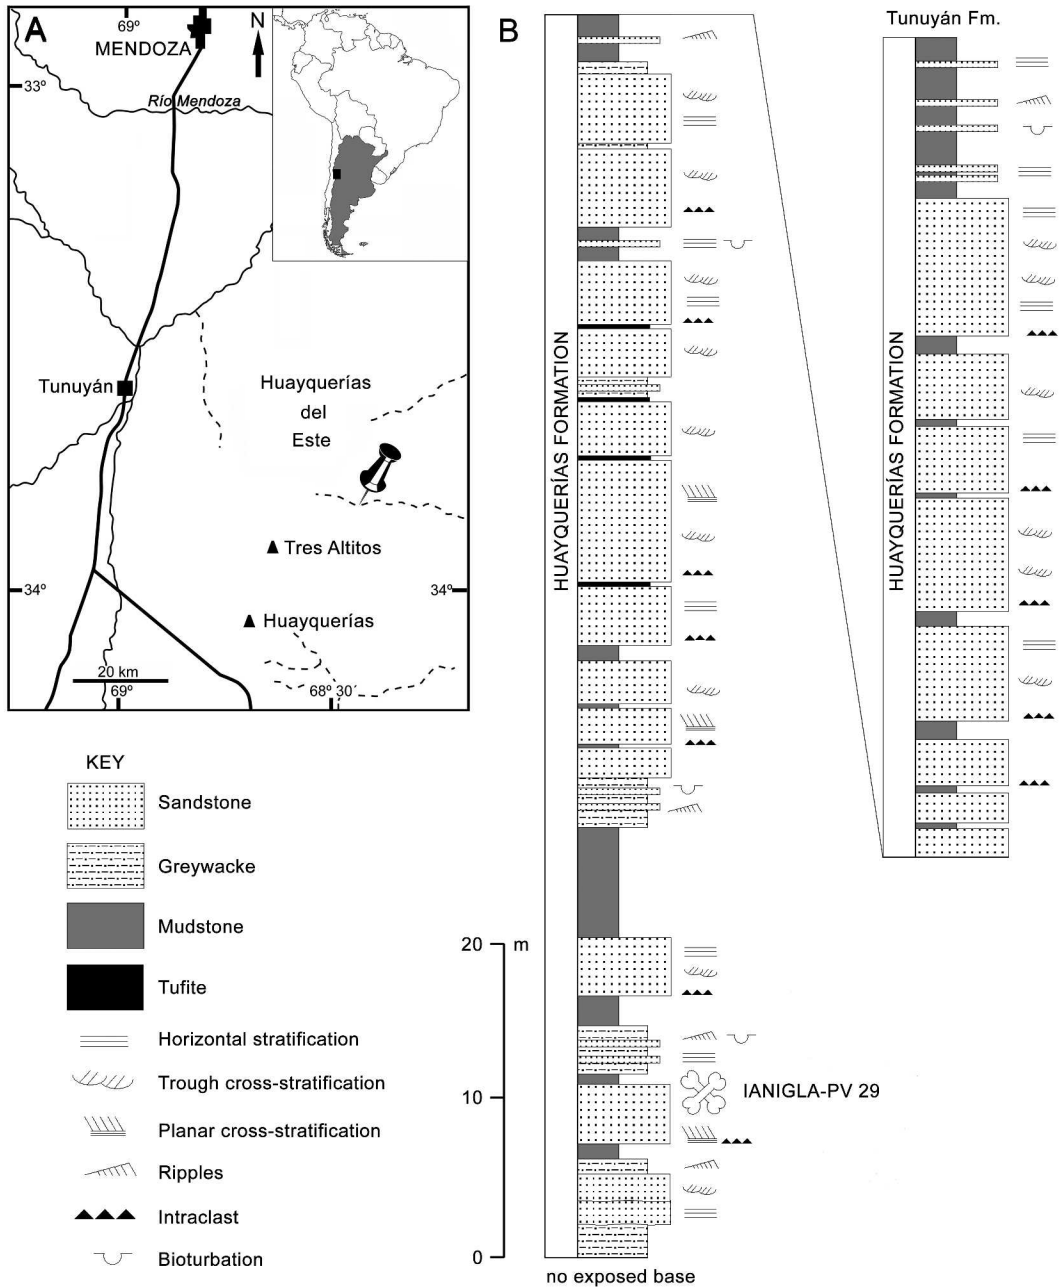 A
69º
MENDOZA
N
33º
Río Mendoza
Tunuyán
Huayquerías
del
Este
Tres Altitos
34º
34º
Huayquerías
20 km
69º
68º 30´
KEY
Sandstone
Greywacke
Mudstone
Tufite
Horizontal stratification
Trough cross-stratification
Planar cross-stratification
Ripples
Intraclast
Bioturbation
B
HUAYQUERÍAS FORMATION
20 m
10
0
IANIGLA-PV 29
no exposed base
Tunuyán Fm.
HUAYQUERÍAS FORMATION